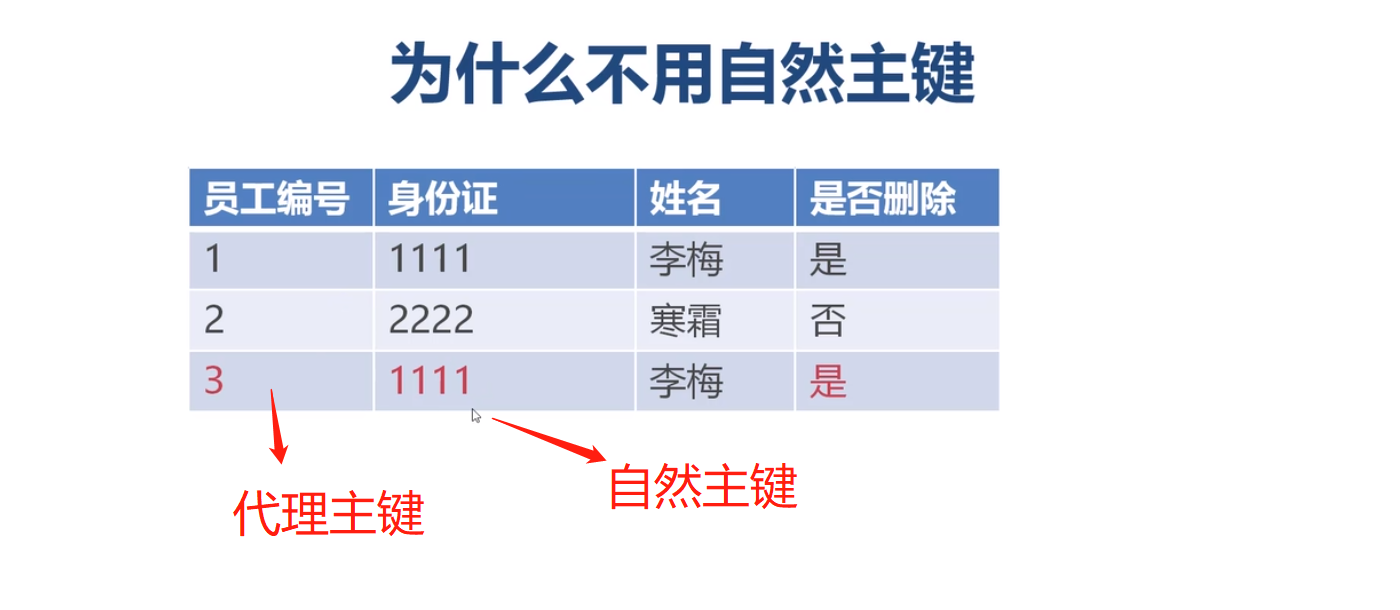 为什么不用自然主键
员工编号 身份证 姓名 是否删除
1 1111 李梅 是
2 2222 寒霜 否
3 1111 李梅 是
自然主键
代理主键